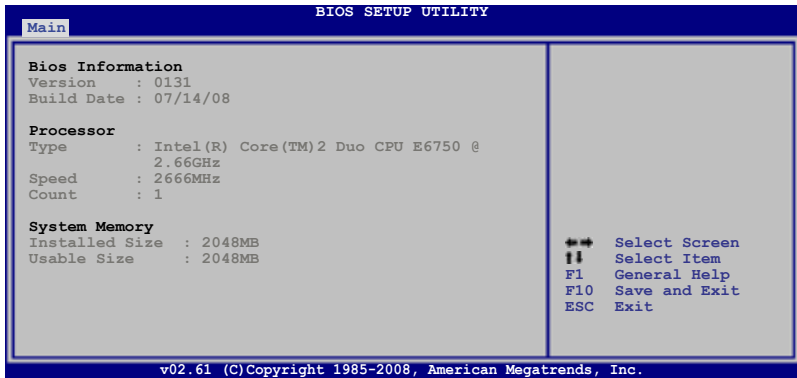 BIOS SETUP UTILITY
Main
Bios Information
Version : 0131
Build Date : 07/14/08
Processor
Type : Intel(R) Core(TM)2 Duo CPU E6750 @
2.66GHz
Speed : 2666MHz
Count : 1
System Memory
Installed Size : 2048MB
Usable Size : 2048MB
←→ Select Screen
↑↓ Select Item
F1 General Help
F10 Save and Exit
ESC Exit
v02.61 (C)Copyright 1985-2008, American Megatrends, Inc.